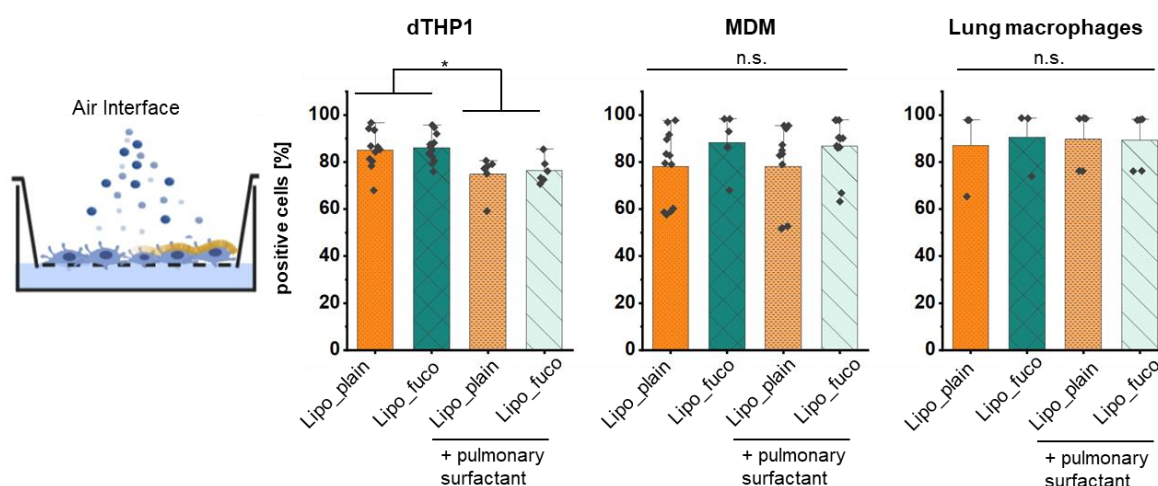 Air Interface
dTHP1
*
positive cells [%]
100
80
60
40
20
0
Lipo_plain
Lipo_fuco
Lipo_plain
Lipo_fuco
+ pulmonary
surfactant
MDM
n.s.
100
80
60
40
20
0
Lipo_plain
Lipo_fuco
Lipo_plain
Lipo_fuco
+ pulmonary
surfactant
Lung macrophages
n.s.
100
80
60
40
20
0
Lipo_plain
Lipo_fuco
Lipo_plain
Lipo_fuco
+ pulmonary
surfactant